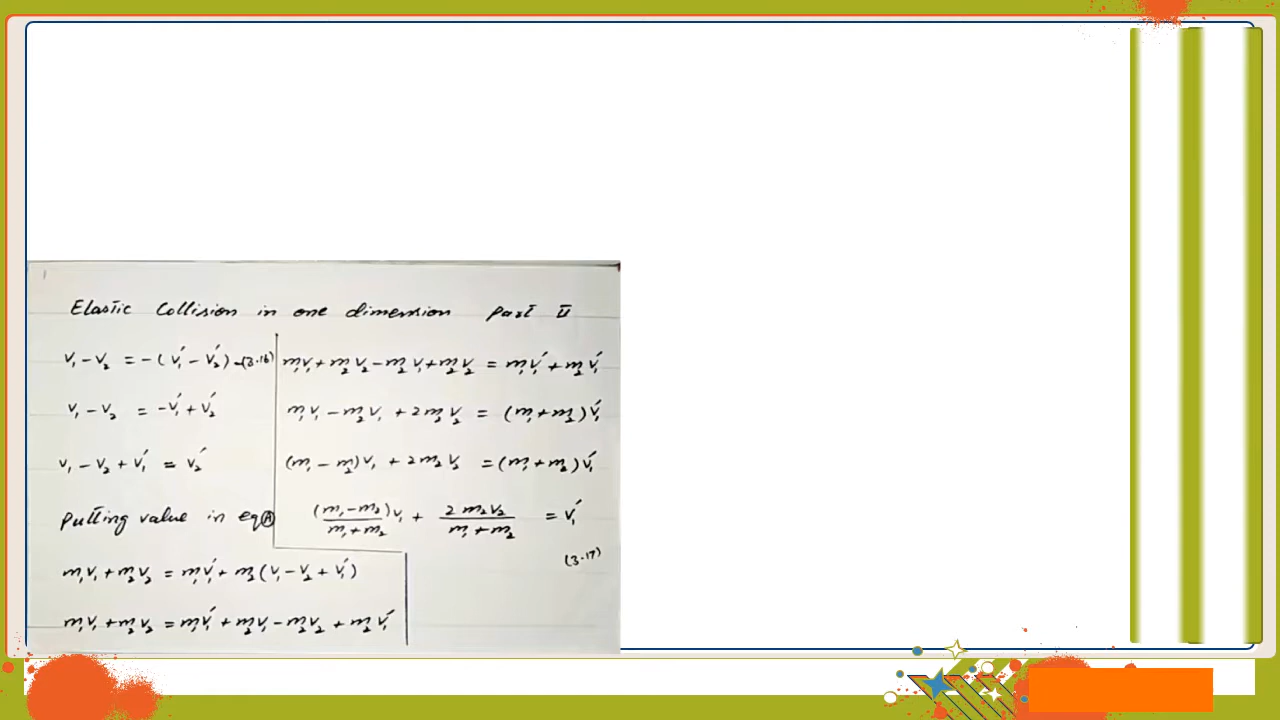 Elastic Collision in one dimension Part II
v₁ - v₂ = -(v₁′ - v₂′) -(3.16)
v₁ - v₂ = -v₁′ + v₂′
v₁ - v₂ + v₁′ = v₂′
Putting value in eq Ⓐ
m₁v₁ + m₂v₂ = m₁v₁′ + m₂(v₁ - v₂ + v₁′)
m₁v₁ + m₂v₂ = m₁v₁′ + m₂v₁ - m₂v₂ + m₂v₁′
m₁v₁ + m₂v₂ - m₂v₁ + m₂v₂ = m₁v₁′ + m₂v₁′
m₁v₁ - m₂v₁ + 2m₂v₂ = (m₁+m₂)v₁′
(m₁ - m₂)v₁ + 2m₂v₂ = (m₁+m₂)v₁′
(m₁-m₂)/(m₁+m₂) v₁ + 2m₂v₂/(m₁+m₂) = v₁′
(3.17)